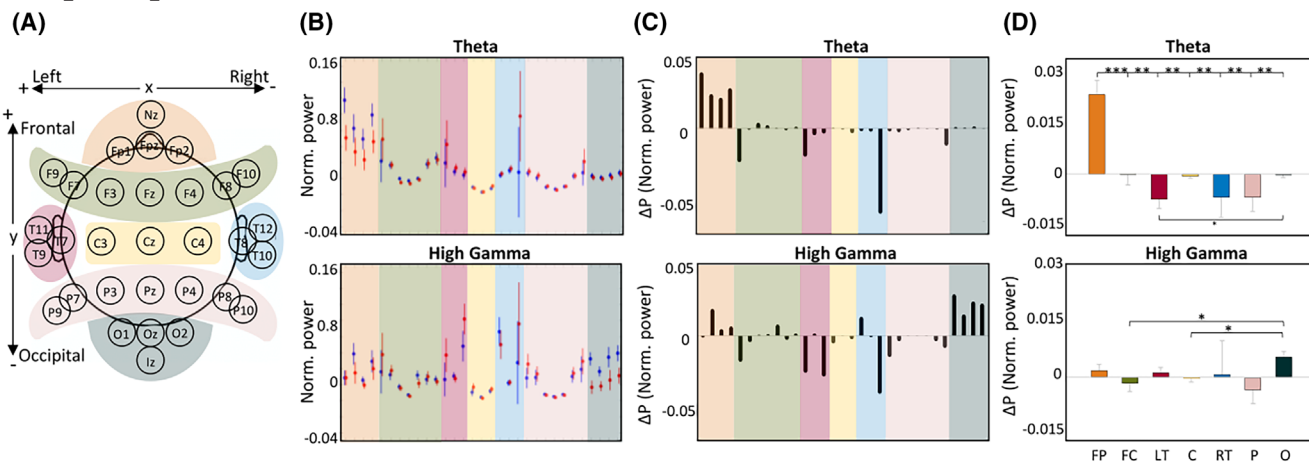 (A)
Left
Right
+
x
-
+
Frontal
y
Occipital
-
Nz
Fp1
Fpz
Fp2
F9
F7
F3
Fz
F4
F8
F10
T11
T7
T9
C3
Cz
C4
T8
T12
T10
P9
P7
P3
Pz
P4
P8
P10
O1
Oz
O2
Iz
(B)
Theta
Norm. power
0.16
0.8
0
-0.04
High Gamma
Norm. power
0.16
0.8
0
-0.04
(C)
Theta
ΔP (Norm. power)
0.05
0
-0.05
High Gamma
ΔP (Norm. power)
0.05
0
-0.05
(D)
Theta
ΔP (Norm. power)
0.03
0.015
0
-0.015
*** ** ** ** ** **
*
High Gamma
ΔP (Norm. power)
0.03
0.015
0
-0.015
*
*
FP FC LT C RT P O